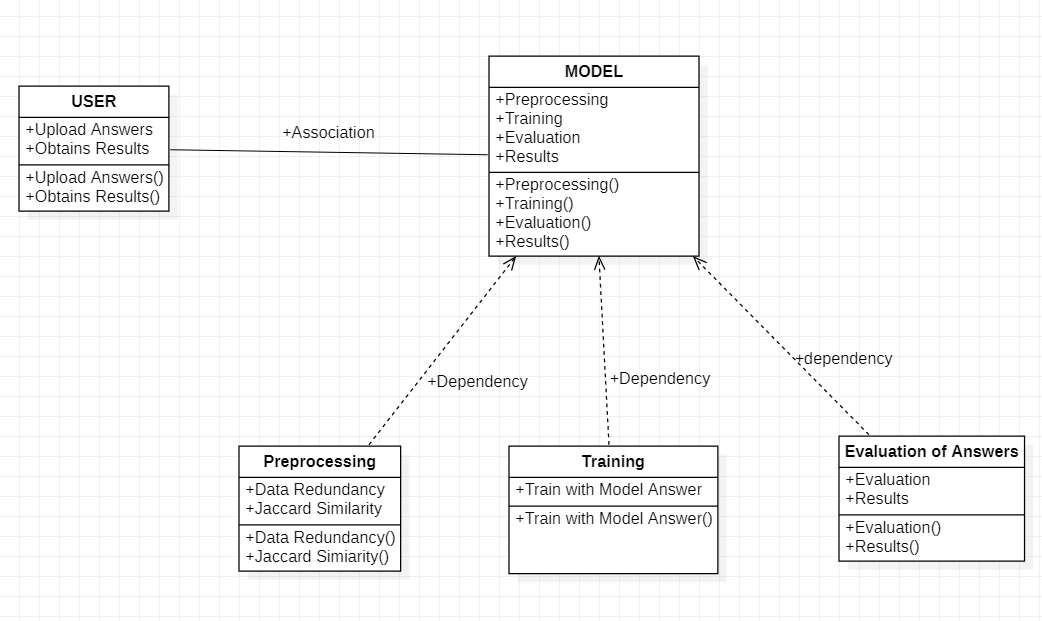 USER
+Upload Answers
+Obtains Results
+Upload Answers()
+Obtains Results()
+Association
MODEL
+Preprocessing
+Training
+Evaluation
+Results
+Preprocessing()
+Training()
+Evaluation()
+Results()
+Dependency
+Dependency
+dependency
Preprocessing
+Data Redundancy
+Jaccard Similarity
+Data Redundancy()
+Jaccard Simiarity()
Training
+Train with Model Answer
+Train with Model Answer()
Evaluation of Answers
+Evaluation
+Results
+Evaluation()
+Results()